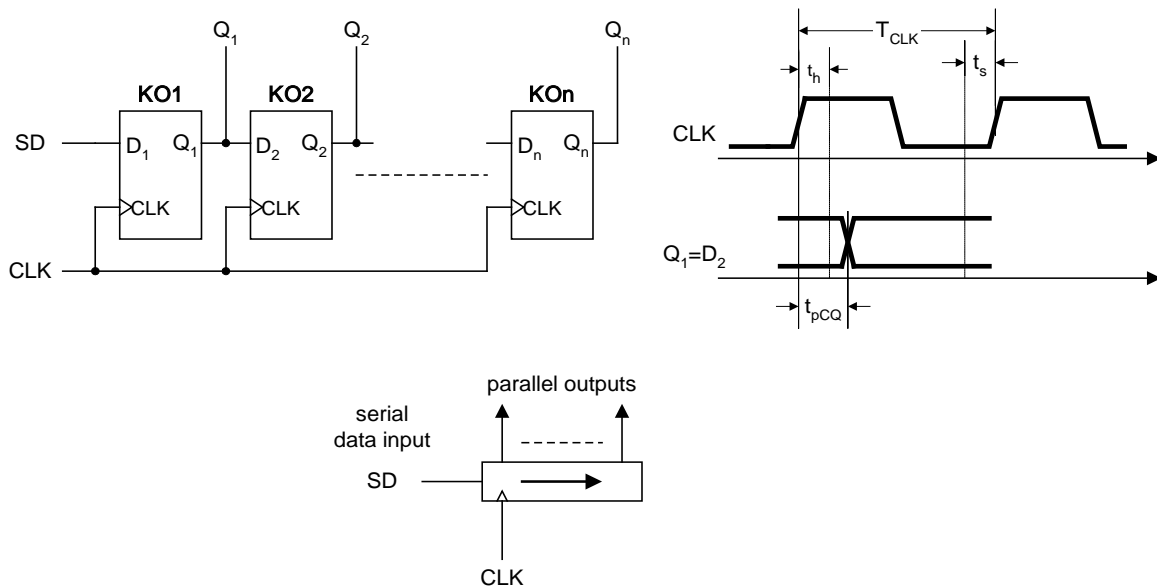 Q1
Q2
Qn
KO1
KO2
KOn
SD
D1
Q1
D2
Q2
Dn
Qn
CLK
CLK
CLK
CLK
TCLK
th
ts
CLK
Q1=D2
tpCQ
parallel outputs
serial
data input
SD
CLK